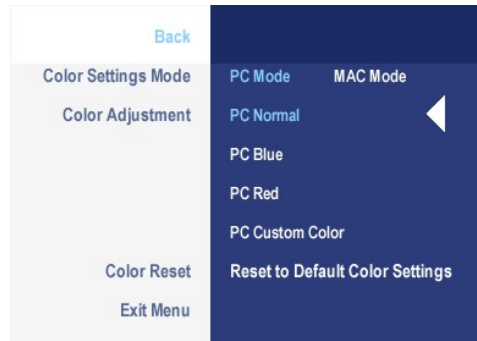 Back
Color Settings Mode PC Mode MAC Mode
Color Adjustment PC Normal
PC Blue
PC Red
PC Custom Color
Color Reset Reset to Default Color Settings
Exit Menu